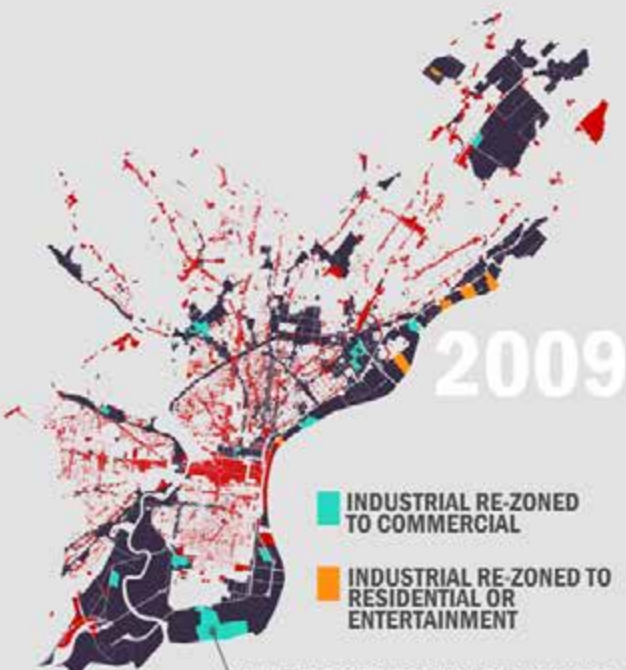 2009
INDUSTRIAL RE-ZONED
TO COMMERCIAL
INDUSTRIAL RE-ZONED TO
RESIDENTIAL OR
ENTERTAINMENT